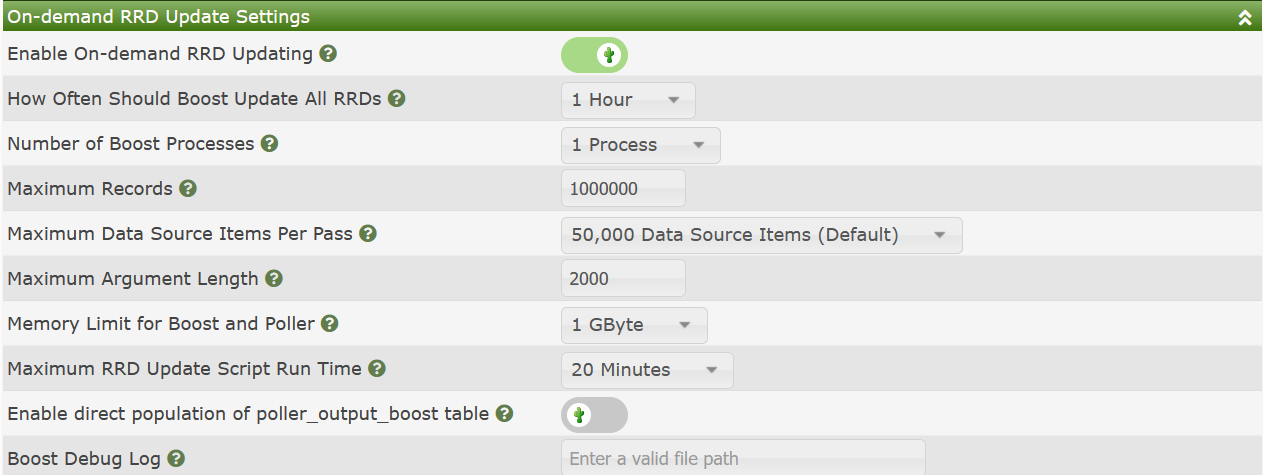 On-demand RRD Update Settings
Enable On-demand RRD Updating
How Often Should Boost Update All RRDs 1 Hour
Number of Boost Processes 1 Process
Maximum Records 1000000
Maximum Data Source Items Per Pass 50,000 Data Source Items (Default)
Maximum Argument Length 2000
Memory Limit for Boost and Poller 1 GByte
Maximum RRD Update Script Run Time 20 Minutes
Enable direct population of poller_output_boost table
Boost Debug Log Enter a valid file path